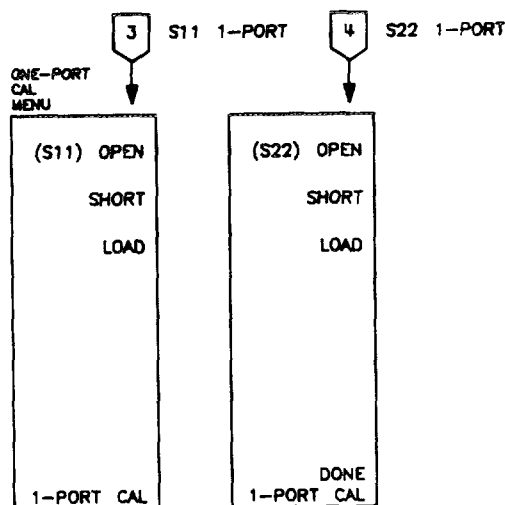 3 S11 1-PORT
4 S22 1-PORT
ONE-PORT
CAL
MENU
(S11) OPEN
SHORT
LOAD
1-PORT CAL
(S22) OPEN
SHORT
LOAD
DONE
1-PORT CAL